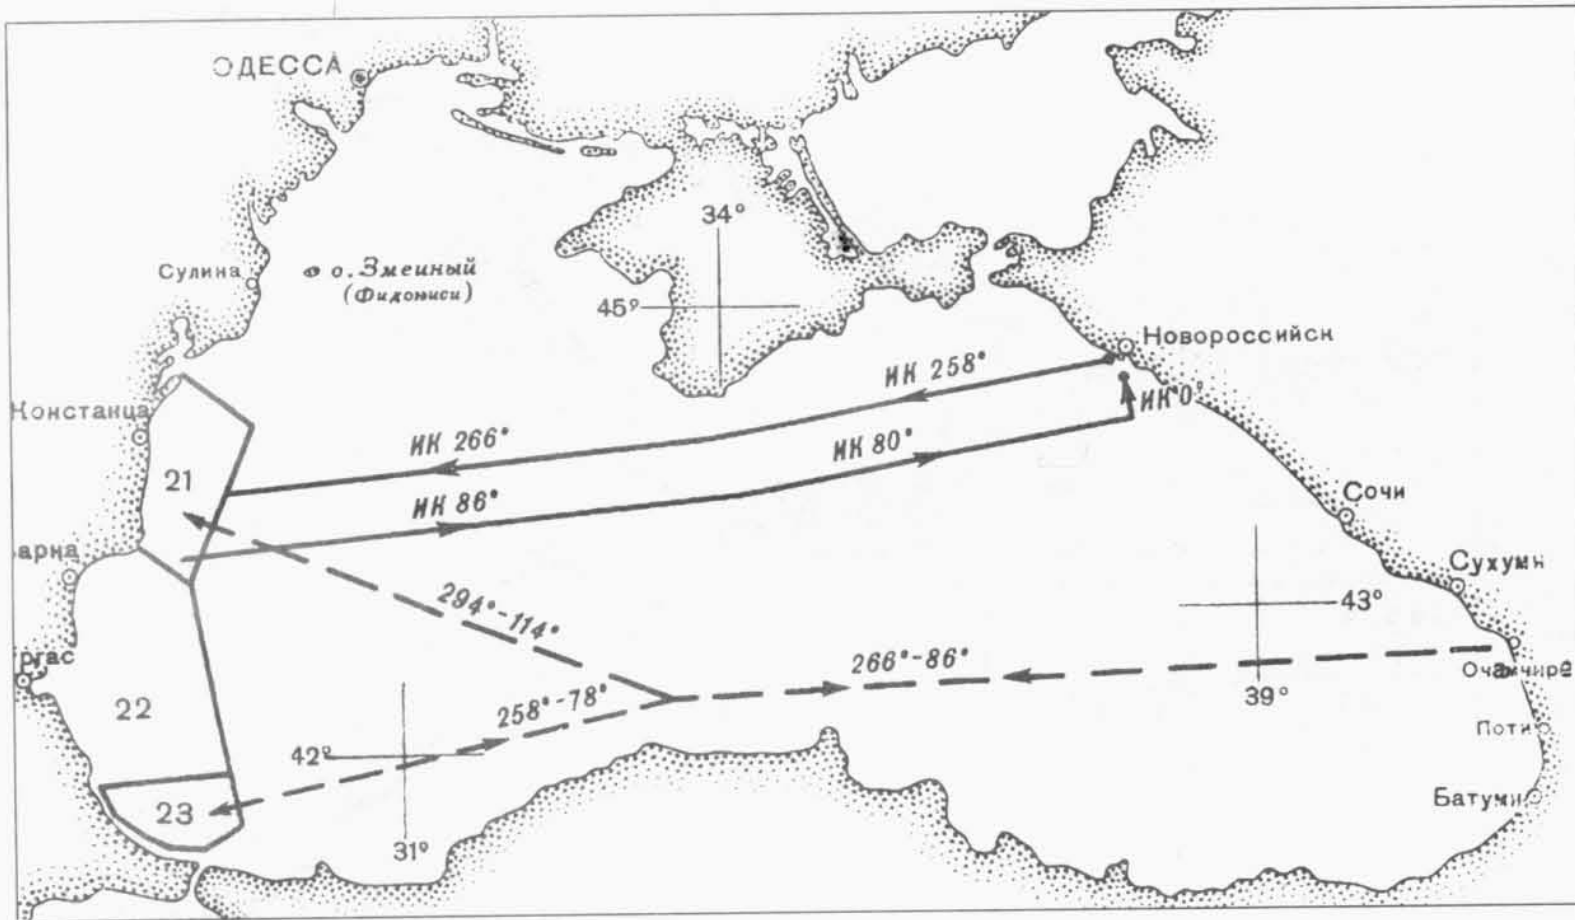 ОДЕССА
34°
Сулина
о. Змеиный
(Фидониси)
45°
Новороссийск
ИК 258°
ИК 0°
Констанца
ИК 266°
ИК 80°
21
ИК 86°
Сочи
арна
Сухуми
294°-114°
43°
ргас
266°-86°
Очамчире
22
258°-78°
39°
Поти
42°
23
Батуми
31°